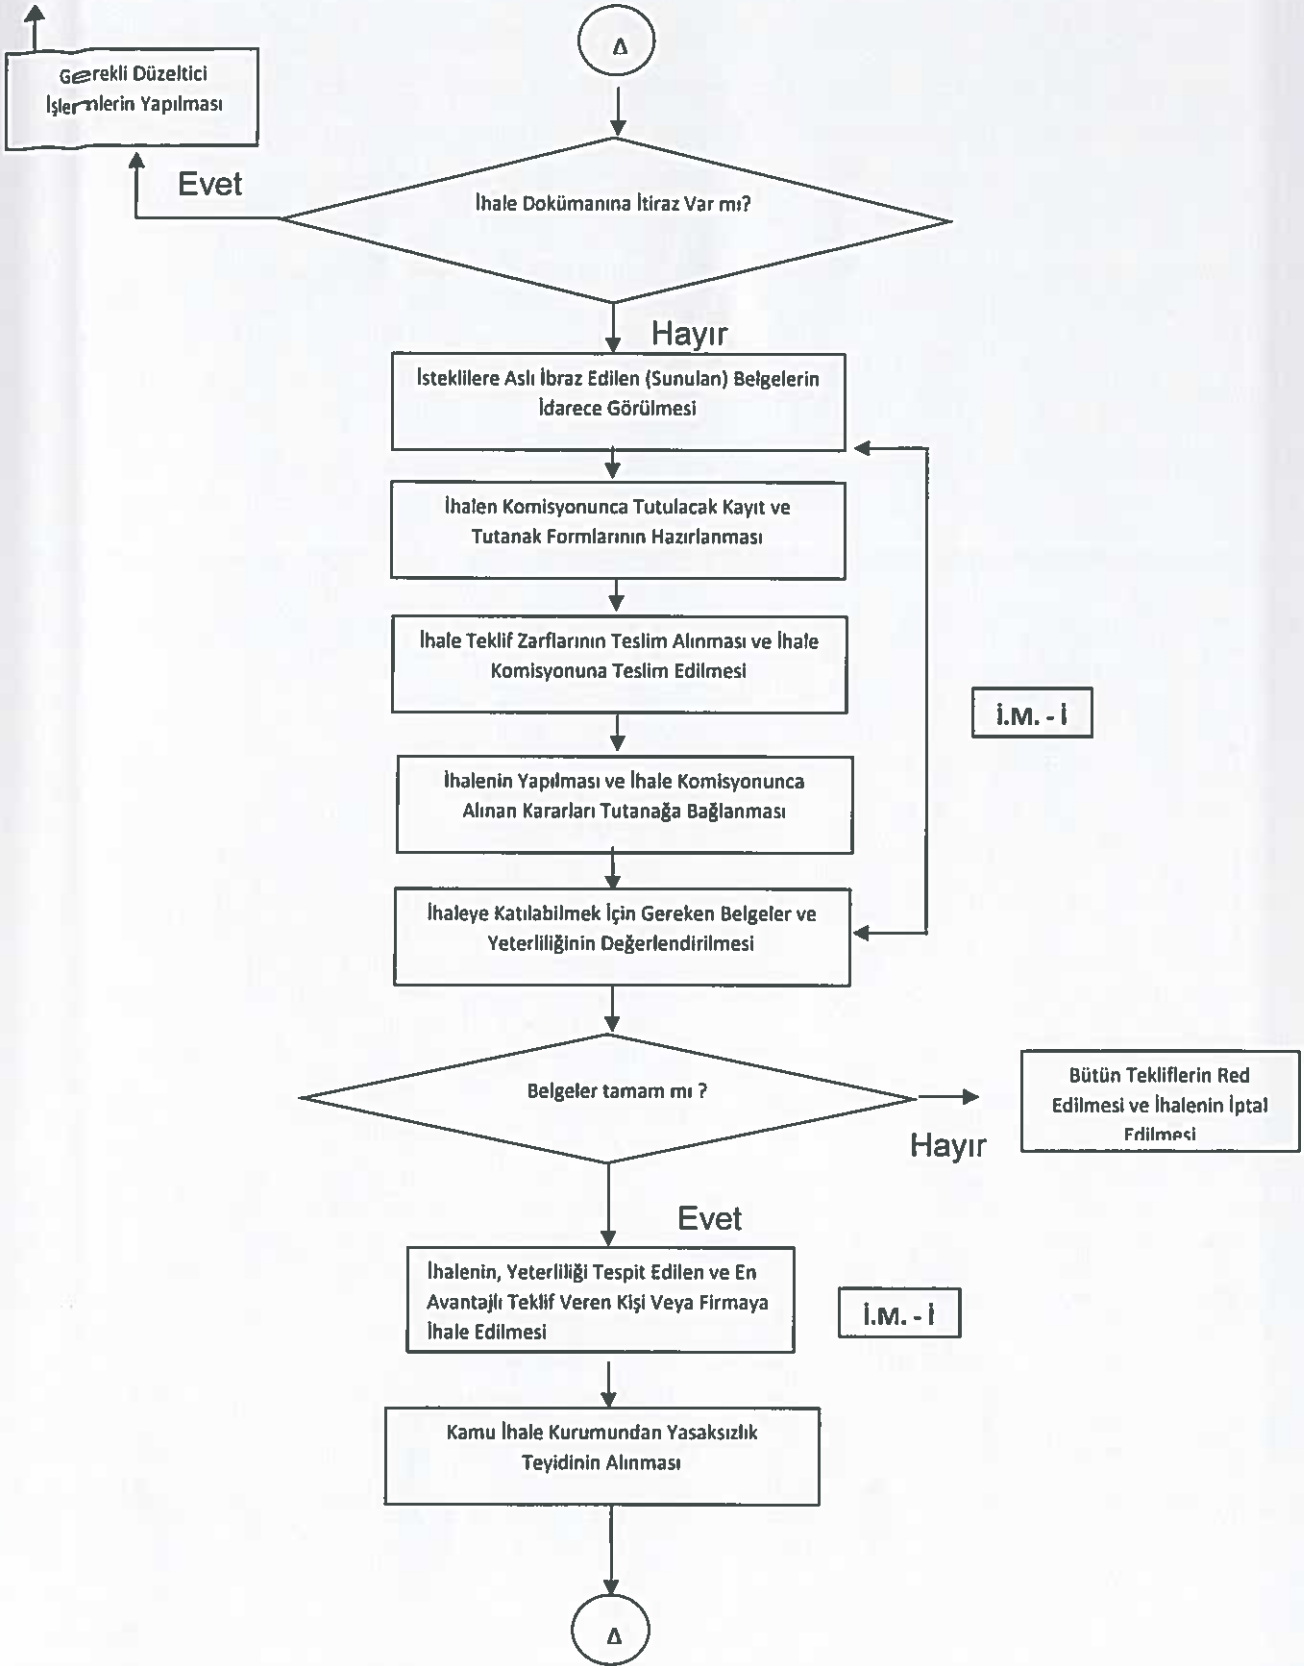 Δ
Gerekli Düzeltici
İşlemlerin Yapılması
Evet
İhale Dokümanına İtiraz Var mı?
Hayır
İsteklilere Aslı İbraz Edilen (Sunulan) Belgelerin
İdarece Görülmesi
İhalen Komisyonunca Tutulacak Kayıt ve
Tutanak Formlarının Hazırlanması
İhale Teklif Zarflarının Teslim Alınması ve İhale
Komisyonuna Teslim Edilmesi
İ.M. - İ
İhalenin Yapılması ve İhale Komisyonunca
Alınan Kararları Tutanağa Bağlanması
İhaleye Katılabilmek İçin Gereken Belgeler ve
Yeterliliğinin Değerlendirilmesi
Belgeler tamam mı ?
Hayır
Bütün Tekliflerin Red
Edilmesi ve İhalenin İptal
Edilmesi
Evet
İhalenin, Yeterliliği Tespit Edilen ve En
Avantajlı Teklif Veren Kişi Veya Firmaya
İhale Edilmesi
İ.M. - İ
Kamu İhale Kurumundan Yasaksızlık
Teyidinin Alınması
Δ